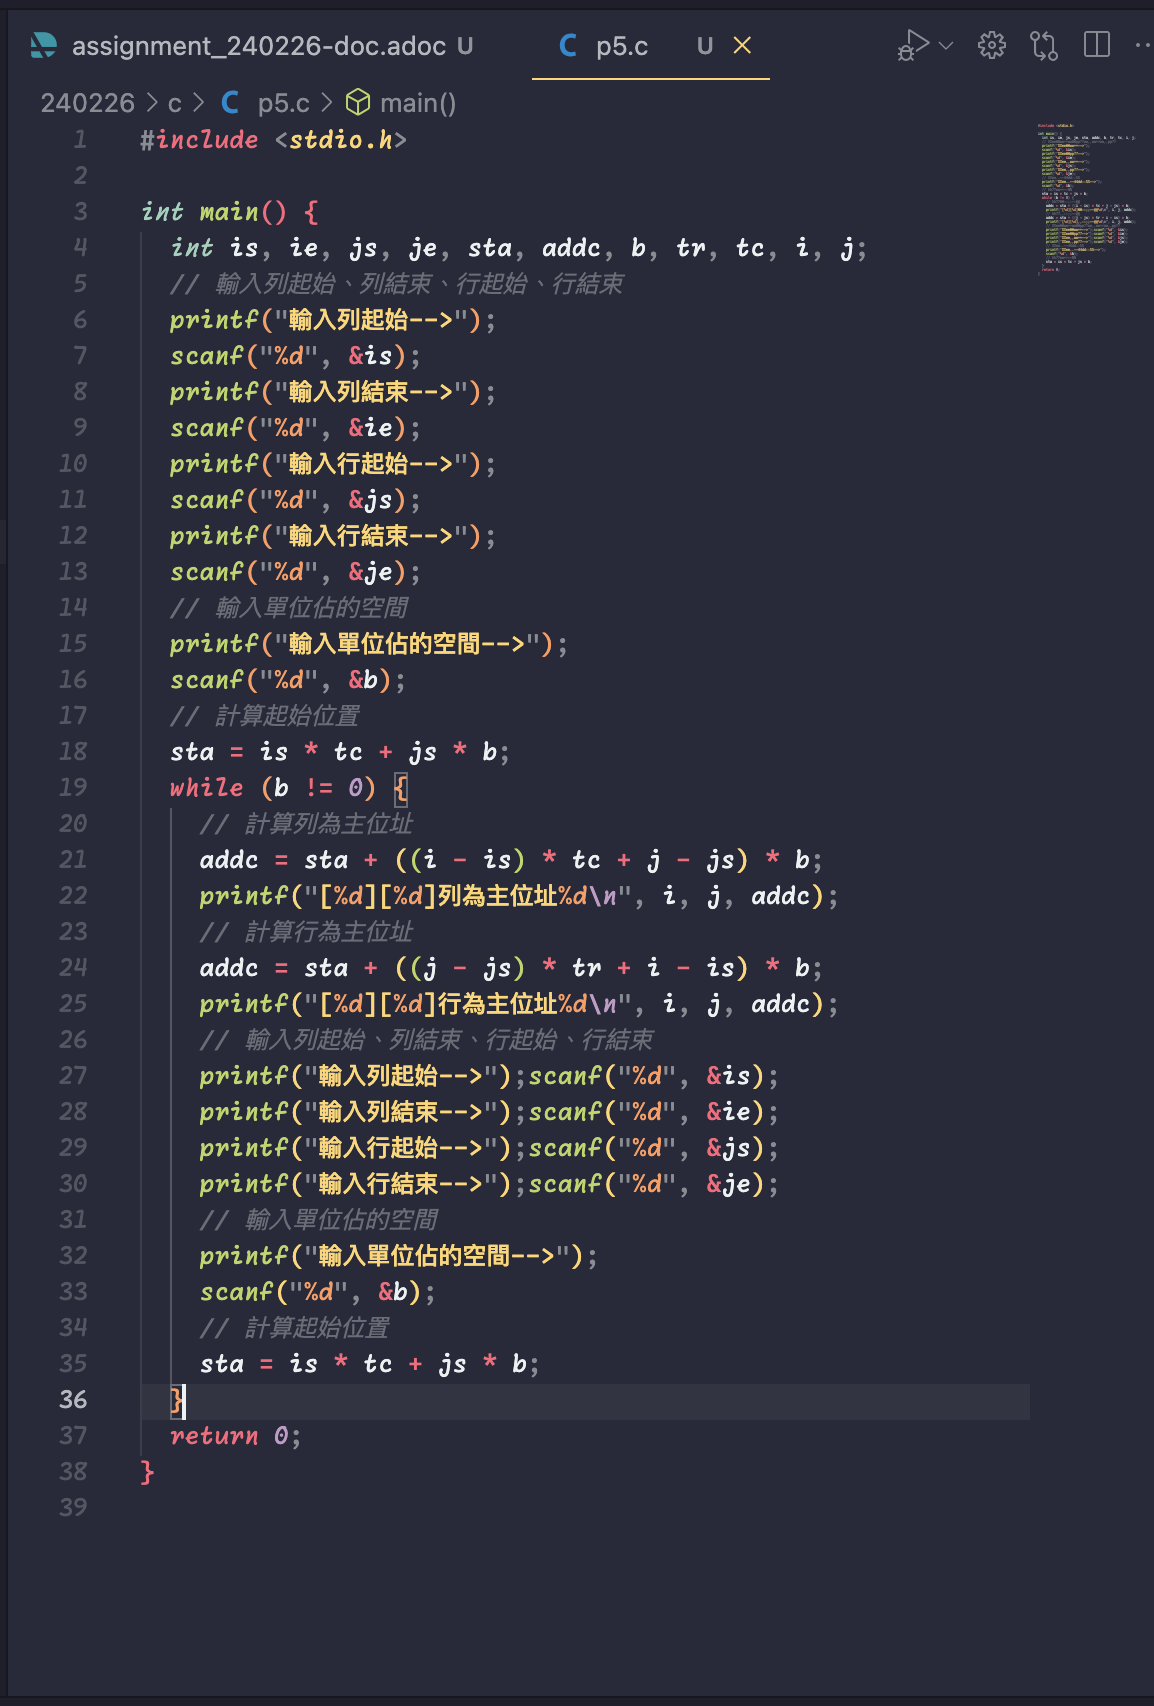 assignment_240226-doc.adoc U
C p5.c U
240226 > c > C p5.c > main()
1 #include <stdio.h>
2
3 int main() {
4 int is, ie, js, je, sta, addc, b, tr, tc, i, j;
5 // 輸入列起始、列結束、行起始、行結束
6 printf("輸入列起始-->");
7 scanf("%d", &is);
8 printf("輸入列結束-->");
9 scanf("%d", &ie);
10 printf("輸入行起始-->");
11 scanf("%d", &js);
12 printf("輸入行結束-->");
13 scanf("%d", &je);
14 // 輸入單位佔的空間
15 printf("輸入單位佔的空間-->");
16 scanf("%d", &b);
17 // 計算起始位置
18 sta = is * tc + js * b;
19 while (b != 0) {
20 // 計算列為主位址
21 addc = sta + ((i - is) * tc + j - js) * b;
22 printf("[%d][%d]列為主位址%d\n", i, j, addc);
23 // 計算行為主位址
24 addc = sta + ((j - js) * tr + i - is) * b;
25 printf("[%d][%d]行為主位址%d\n", i, j, addc);
26 // 輸入列起始、列結束、行起始、行結束
27 printf("輸入列起始-->");scanf("%d", &is);
28 printf("輸入列結束-->");scanf("%d", &ie);
29 printf("輸入行起始-->");scanf("%d", &js);
30 printf("輸入行結束-->");scanf("%d", &je);
31 // 輸入單位佔的空間
32 printf("輸入單位佔的空間-->");
33 scanf("%d", &b);
34 // 計算起始位置
35 sta = is * tc + js * b;
36 }
37 return 0;
38 }
39